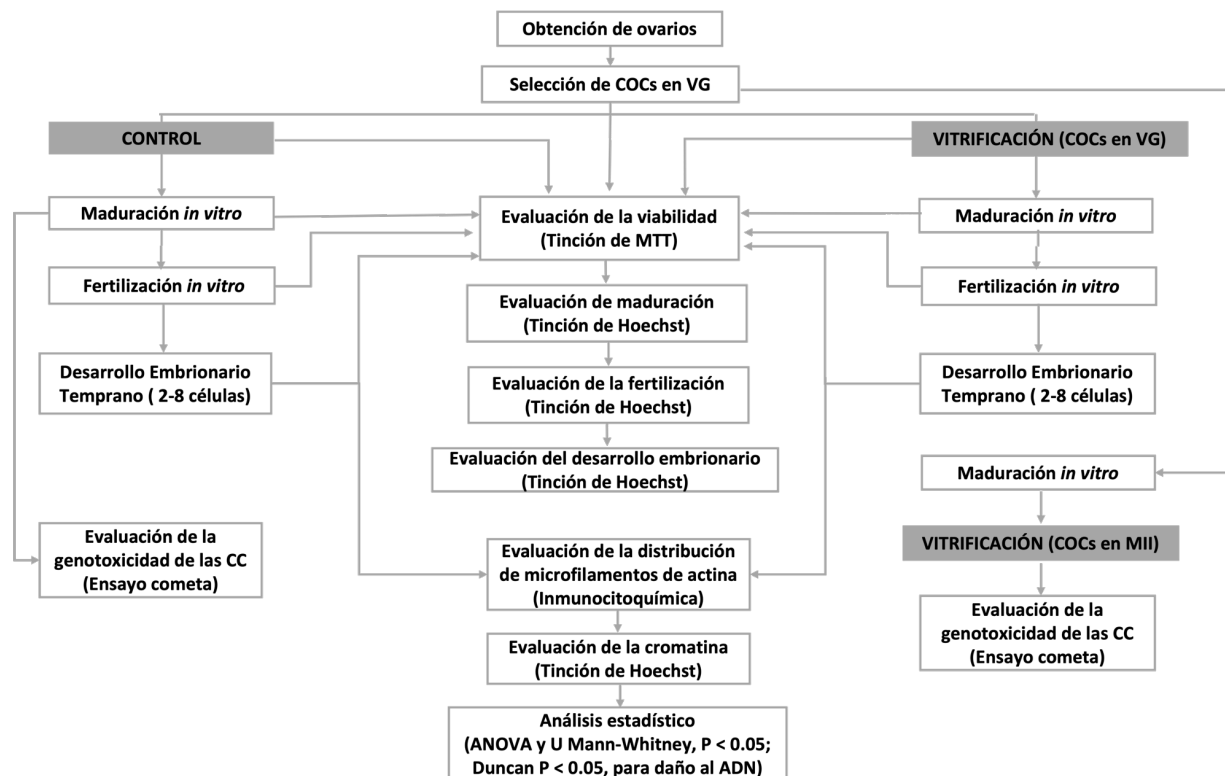 Obtención de ovarios
Selección de COCs en VG
CONTROL
VITRIFICACIÓN (COCs en VG)
Maduración in vitro
Evaluación de la viabilidad
(Tinción de MTT)
Maduración in vitro
Fertilización in vitro
Fertilización in vitro
Evaluación de maduración
(Tinción de Hoechst)
Desarrollo Embrionario
Temprano ( 2-8 células)
Evaluación de la fertilización
(Tinción de Hoechst)
Desarrollo Embrionario
Temprano ( 2-8 células)
Evaluación del desarrollo embrionario
(Tinción de Hoechst)
Maduración in vitro
Evaluación de la
genotoxicidad de las CC
(Ensayo cometa)
Evaluación de la distribución
de microfilamentos de actina
(Inmunocitoquímica)
VITRIFICACIÓN (COCs en MII)
Evaluación de la
genotoxicidad de las CC
(Ensayo cometa)
Evaluación de la cromatina
(Tinción de Hoechst)
Análisis estadístico
(ANOVA y U Mann-Whitney, P < 0.05;
Duncan P < 0.05, para daño al ADN)